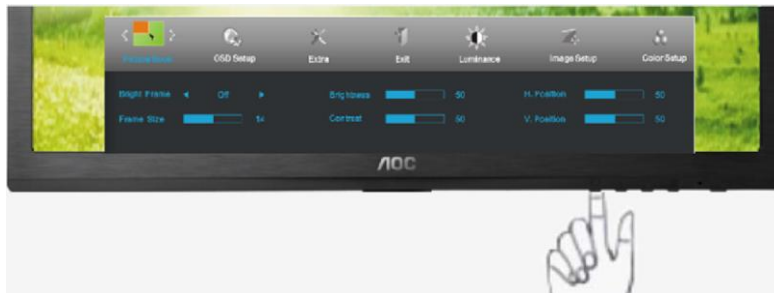 Picture Boost OSD Setup Extra Exit Luminance Image Setup Color Setup
Bright Frame Off Brightness 50 H. Position 50
Frame Size 14 Contrast 50 V. Position 50
AOC